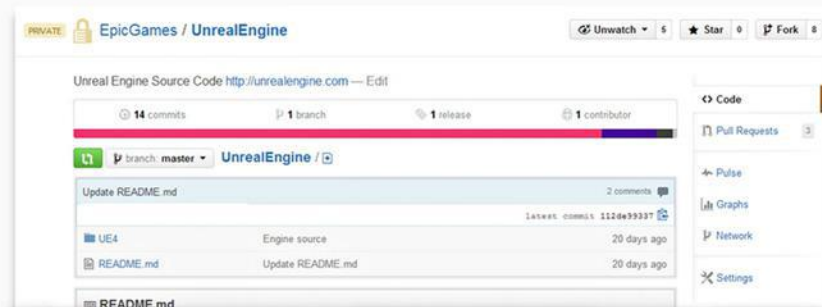 PRIVATE EpicGames / UnrealEngine Unwatch 5 Star 0 Fork 8
Unreal Engine Source Code http://unrealengine.com — Edit
14 commits 1 branch 1 release 1 contributor
branch: master UnrealEngine /
Update README.md 2 comments
latest commit 112de99337
UE4 Engine source 20 days ago
README.md Update README.md 20 days ago
README.md
Code
Pull Requests 3
Pulse
Graphs
Network
Settings